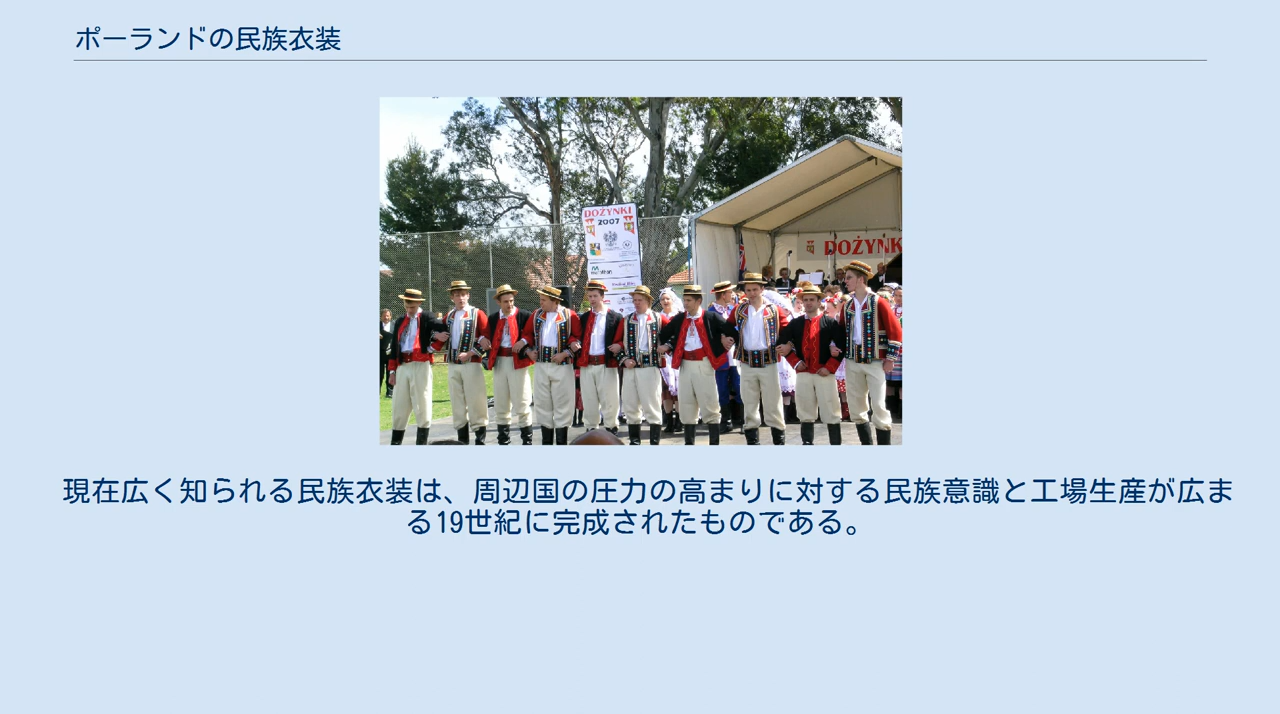 ポーランドの民族衣装
DOŻYNKI
2007
DOŻYNK
現在広く知られる民族衣装は、周辺国の圧力の高まりに対する民族意識と工場生産が広ま
る19世紀に完成されたものである。